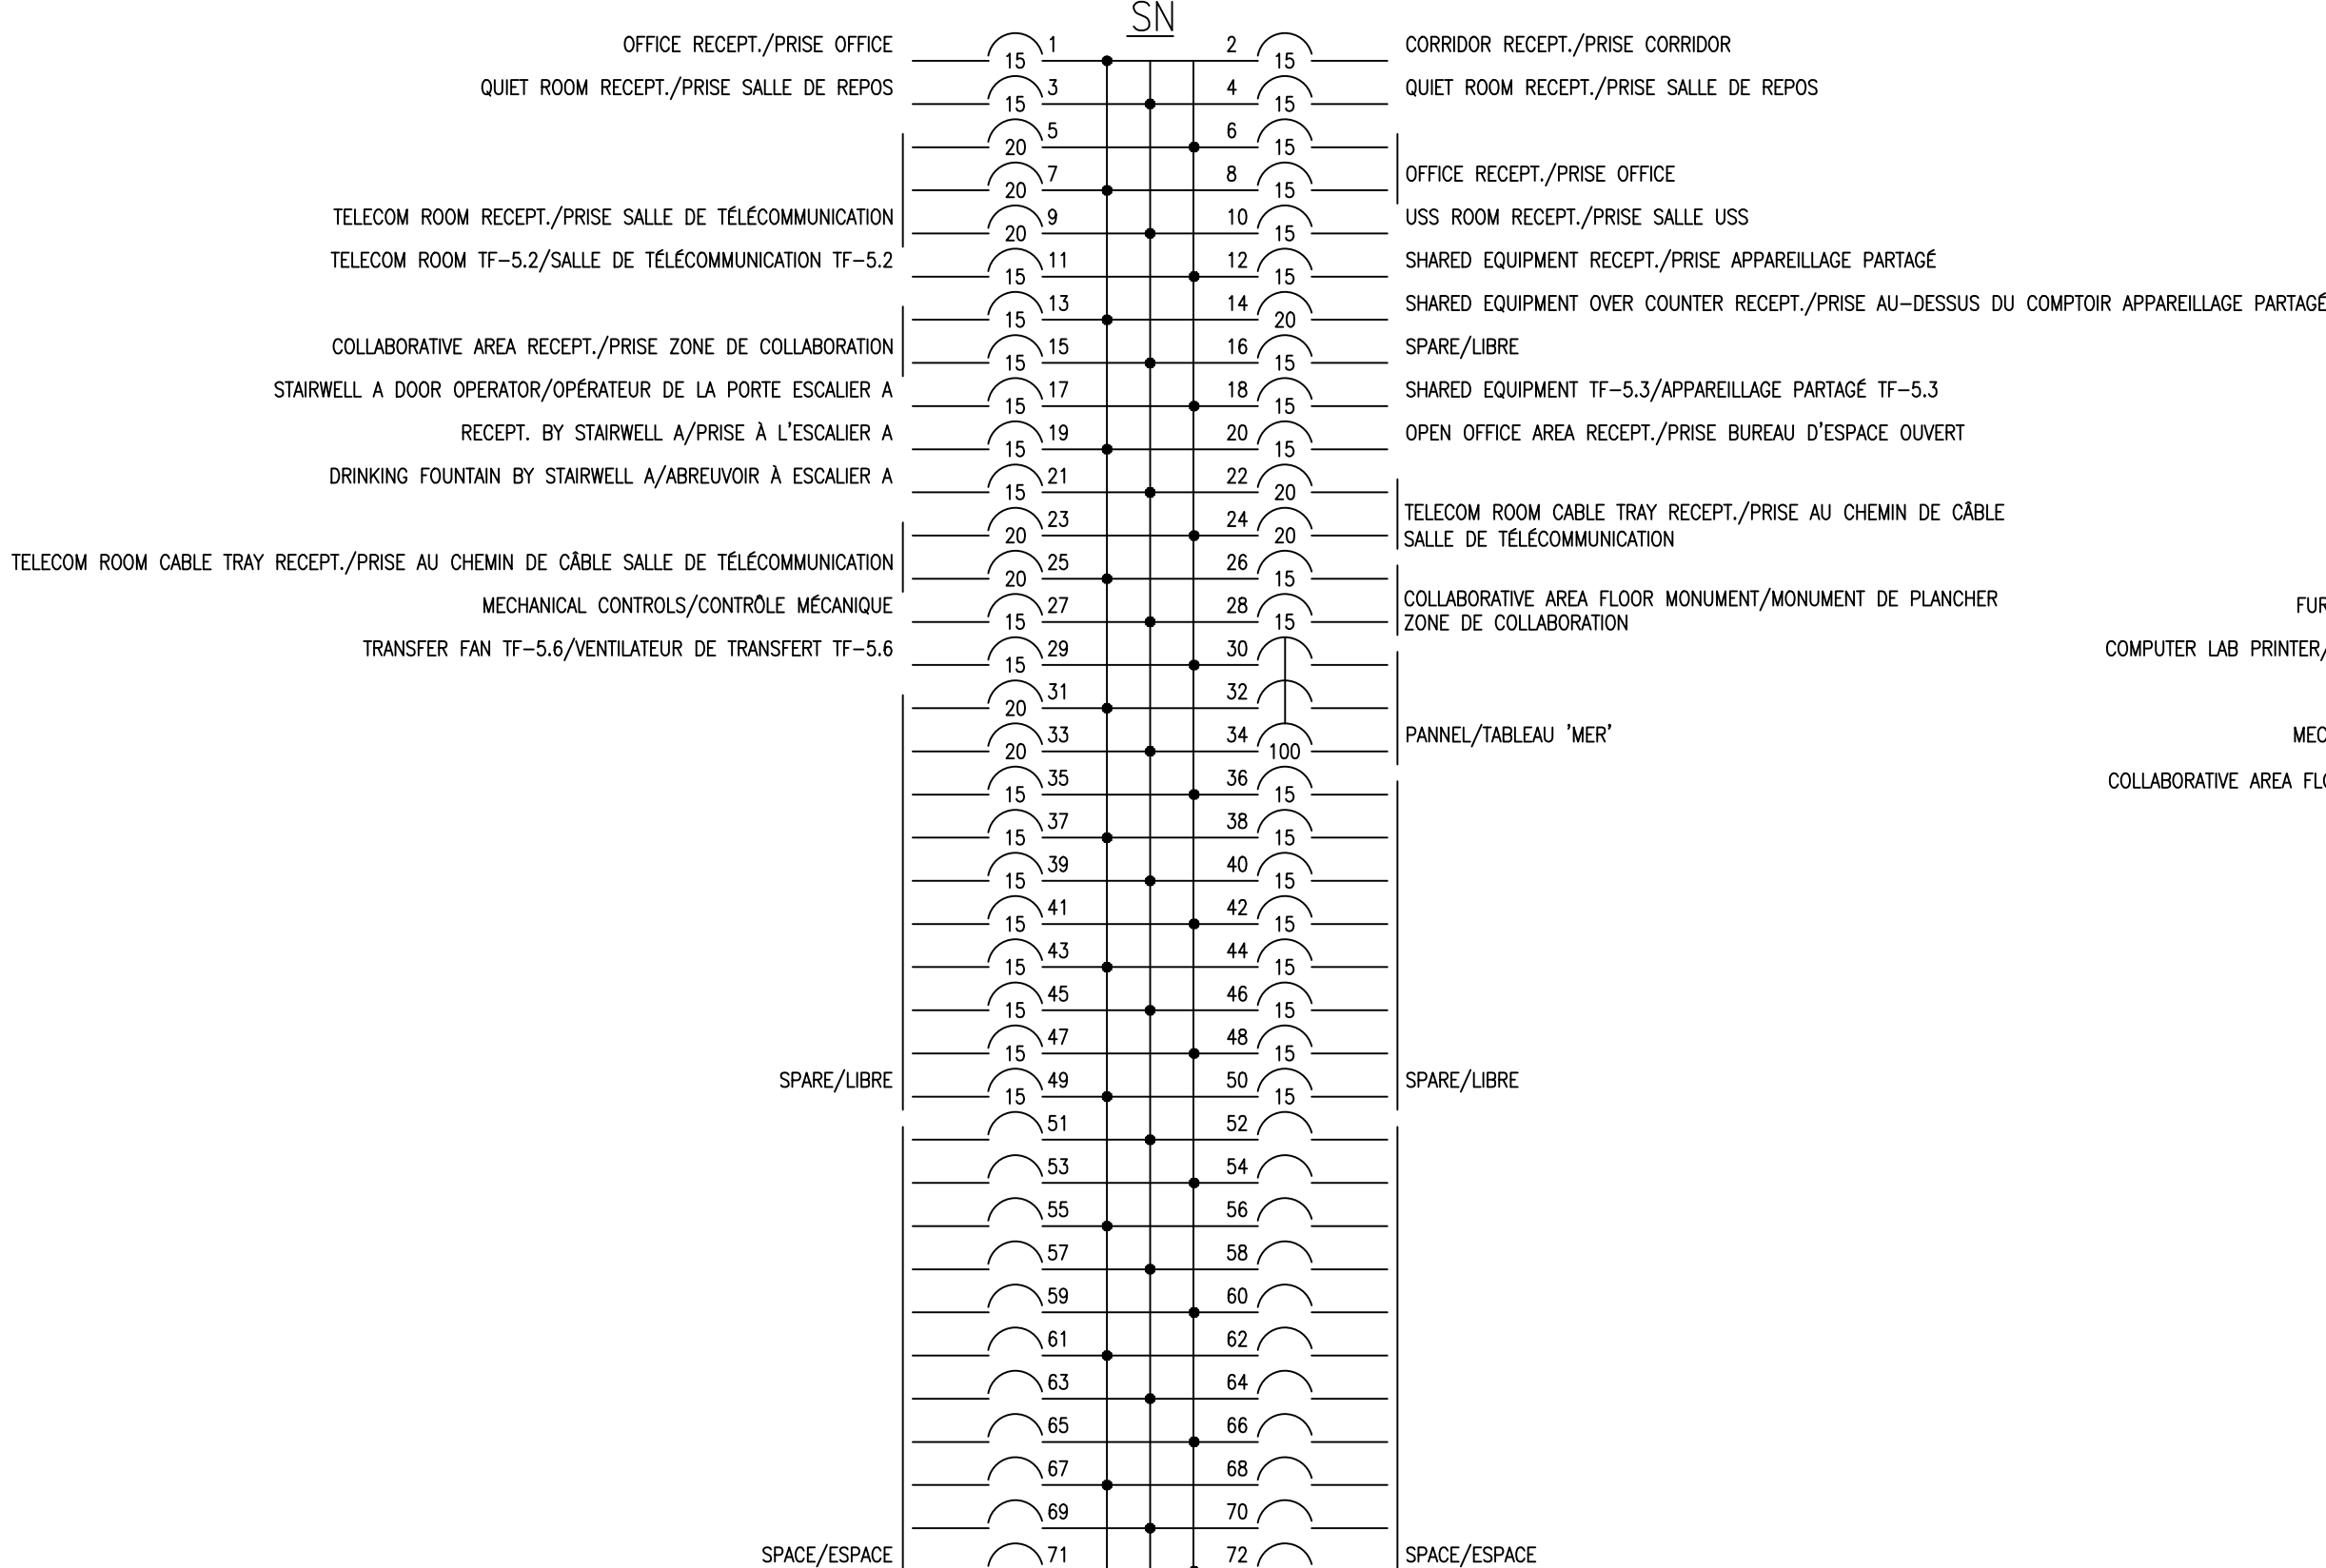 SN
OFFICE RECEPT./PRISE OFFICE 15 1 2 15 CORRIDOR RECEPT./PRISE CORRIDOR
QUIET ROOM RECEPT./PRISE SALLE DE REPOS 15 3 4 15 QUIET ROOM RECEPT./PRISE SALLE DE REPOS
20 5 6 15
20 7 8 15 OFFICE RECEPT./PRISE OFFICE
TELECOM ROOM RECEPT./PRISE SALLE DE TÉLÉCOMMUNICATION 20 9 10 15 USS ROOM RECEPT./PRISE SALLE USS
TELECOM ROOM TF-5.2/SALLE DE TÉLÉCOMMUNICATION TF-5.2 15 11 12 15 SHARED EQUIPMENT RECEPT./PRISE APPAREILLAGE PARTAGÉ
15 13 14 20 SHARED EQUIPMENT OVER COUNTER RECEPT./PRISE AU-DESSUS DU COMPTOIR APPAREILLAGE PARTAGÉ
COLLABORATIVE AREA RECEPT./PRISE ZONE DE COLLABORATION 15 15 16 15 SPARE/LIBRE
STAIRWELL A DOOR OPERATOR/OPÉRATEUR DE LA PORTE ESCALIER A 15 17 18 15 SHARED EQUIPMENT TF-5.3/APPAREILLAGE PARTAGÉ TF-5.3
RECEPT. BY STAIRWELL A/PRISE À L'ESCALIER A 15 19 20 15 OPEN OFFICE AREA RECEPT./PRISE BUREAU D'ESPACE OUVERT
DRINKING FOUNTAIN BY STAIRWELL A/ABREUVOIR À ESCALIER A 15 21 22 20
20 23 24 20 TELECOM ROOM CABLE TRAY RECEPT./PRISE AU CHEMIN DE CÂBLE
SALLE DE TÉLÉCOMMUNICATION
TELECOM ROOM CABLE TRAY RECEPT./PRISE AU CHEMIN DE CÂBLE SALLE DE TÉLÉCOMMUNICATION 20 25 26 15
MECHANICAL CONTROLS/CONTRÔLE MÉCANIQUE 15 27 28 15 COLLABORATIVE AREA FLOOR MONUMENT/MONUMENT DE PLANCHER
ZONE DE COLLABORATION
TRANSFER FAN TF-5.6/VENTILATEUR DE TRANSFERT TF-5.6 15 29 30 COMPUTER LAB PRINTER/
20 31 32
20 33 34 100 PANNEL/TABLEAU 'MER'
15 35 36 15 COLLABORATIVE AREA
15 37 38 15
15 39 40 15
15 41 42 15
15 43 44 15
15 45 46 15
15 47 48 15
SPARE/LIBRE 15 49 50 15 SPARE/LIBRE
51 52
53 54
55 56
57 58
59 60
61 62
63 64
65 66
67 68
69 70
SPACE/ESPACE 71 72 SPACE/ESPACE